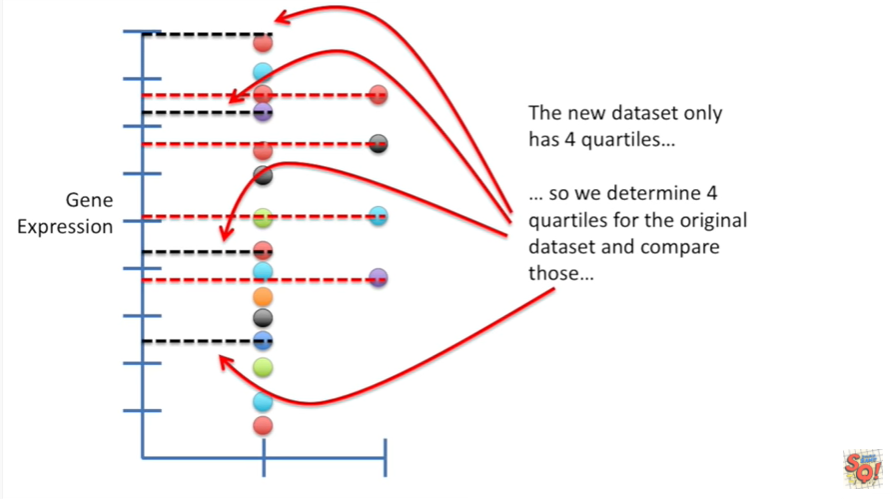 Gene
Expression
The new dataset only
has 4 quartiles...
... so we determine 4
quartiles for the original
dataset and compare
those...
SQ!